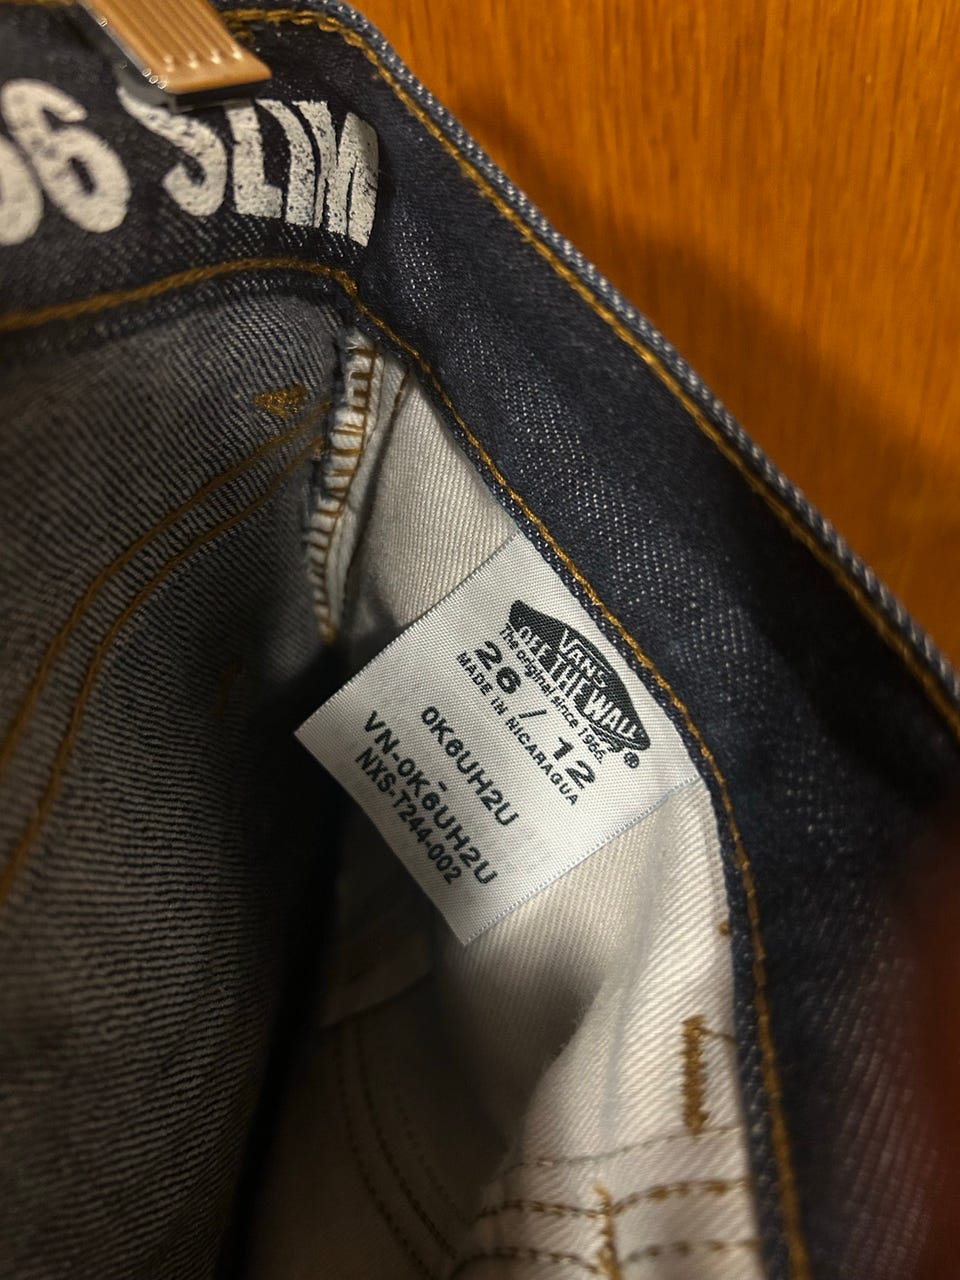 66 SLIM
VANS
"OFF THE WALL"
The original since 1966. ®
26 / 12
MADE IN NICARAGUA
0K6UH2U
-
VN-0K6UH2U
NXS-T244-002